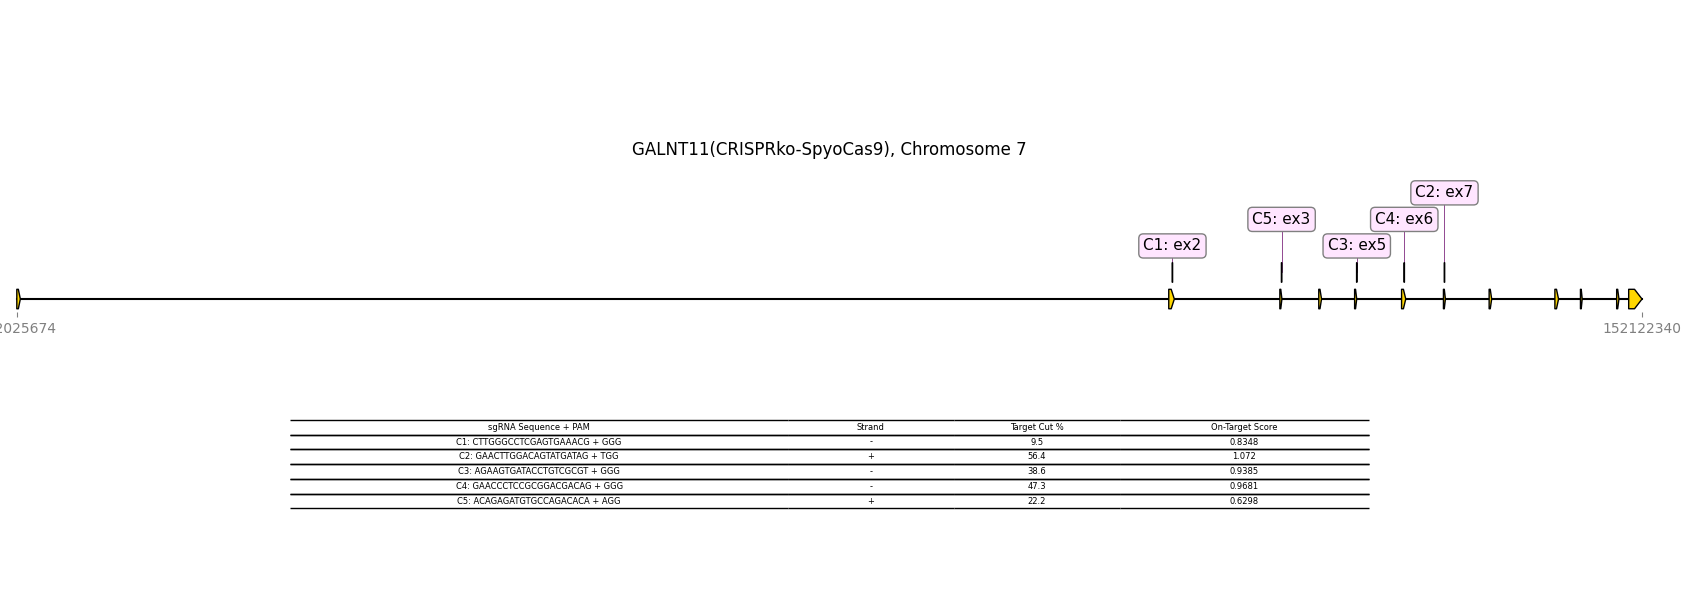 GALNT11(CRISPRko-SpyoCas9), Chromosome 7
C2: ex7
C5: ex3
C4: ex6
C1: ex2
C3: ex5
2025674
152122340
sgRNA Sequence + PAM Strand Target Cut % On-Target Score
C1: CTTGGGCCTCGAGTGAAACG + GGG - 9.5 0.8348
C2: GAACTTGGACAGTATGATAG + TGG + 56.4 1.072
C3: AGAAGTGATACCTGTCGCGT + GGG - 38.6 0.9385
C4: GAACCCTCCGCGGACGACAG + GGG - 47.3 0.9681
C5: ACAGAGATGTGCCAGACACA + AGG + 22.2 0.6298